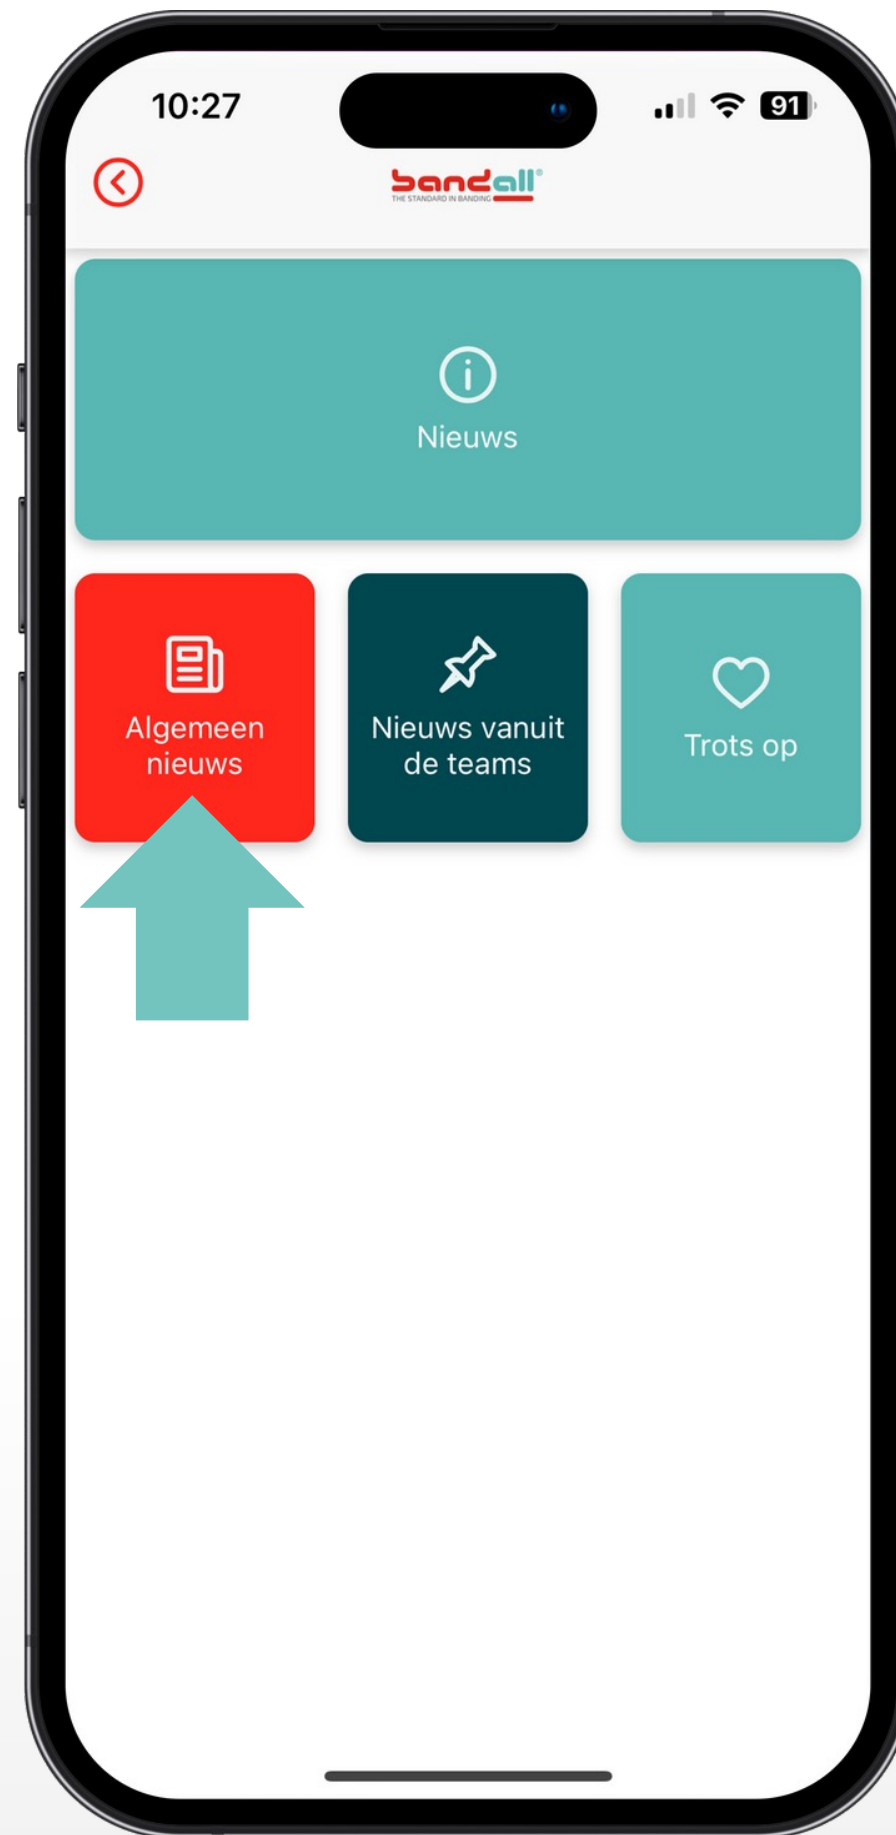 10:27
91
bandall®
THE STANDARD IN BANDING
Nieuws
Algemeen
nieuws
Nieuws vanuit
de teams
Trots op